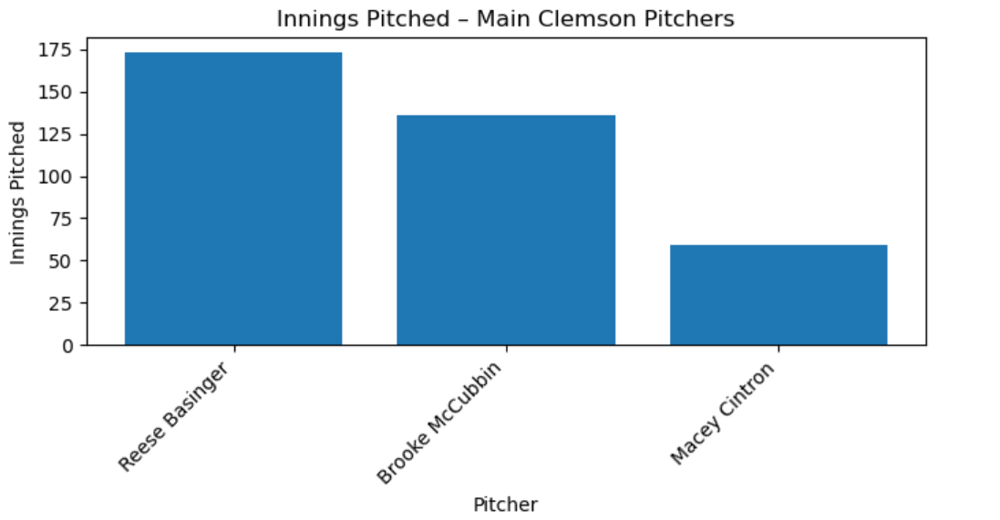 Innings Pitched – Main Clemson Pitchers
Innings Pitched
175
150
125
100
75
50
25
0
Reese Basinger
Brooke McCubbin
Macey Cintron
Pitcher